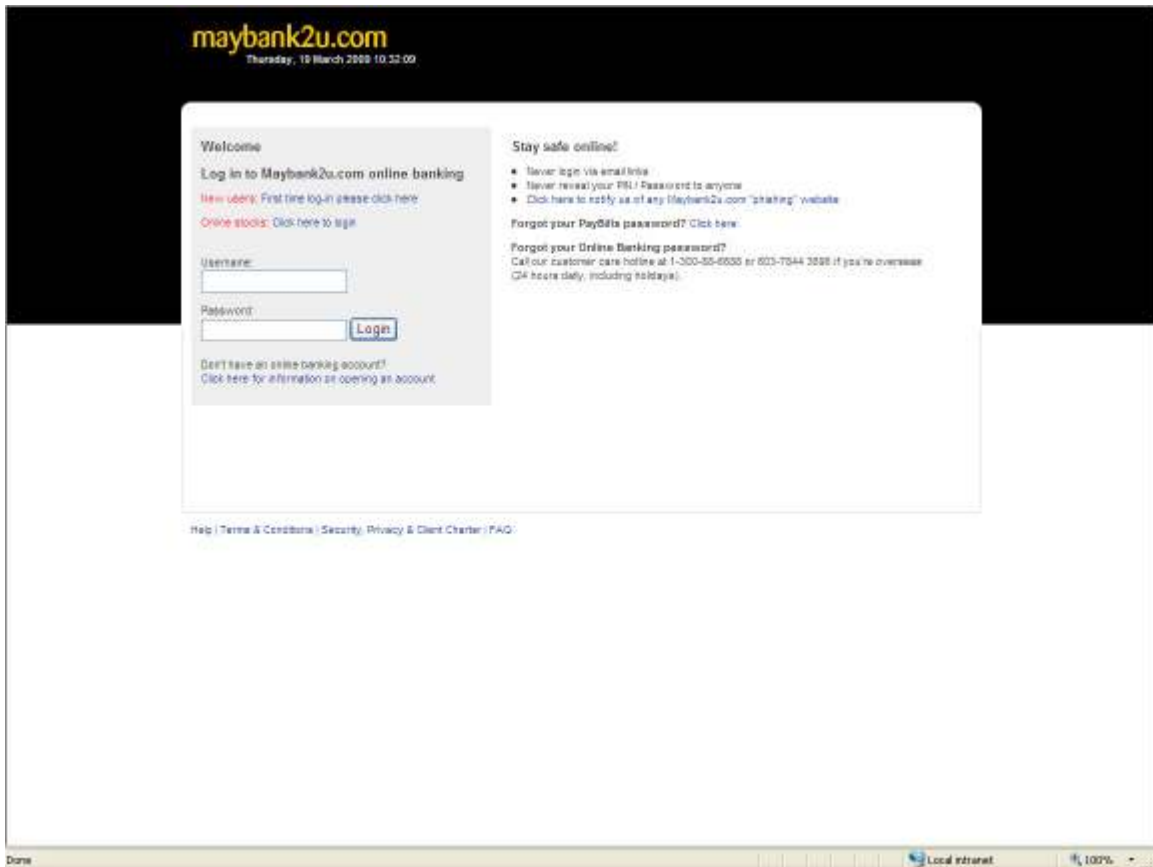 maybank2u.com
Thursday, 19 March 2009 10:32:09
Welcome
Log in to Maybank2u.com online banking
New users: First time log-in please click here
Online stocks: Click here to login
Username:
Password:
Login
Don't have an online banking account?
Click here for information on opening an account
Stay safe online!
• Never login via email links
• Never reveal your PIN / Password to anyone
• Click here to notify us of any Maybank2u.com "phishing" website
Forgot your PayBills password? Click here
Forgot your Online Banking password?
Call our customer care hotline at 1-300-88-6688 or 603-7844 3696 if you're overseas
(24 hours daily, including holidays).
Help | Terms & Conditions | Security, Privacy & Client Charter | FAQ
Done
Local intranet
100%